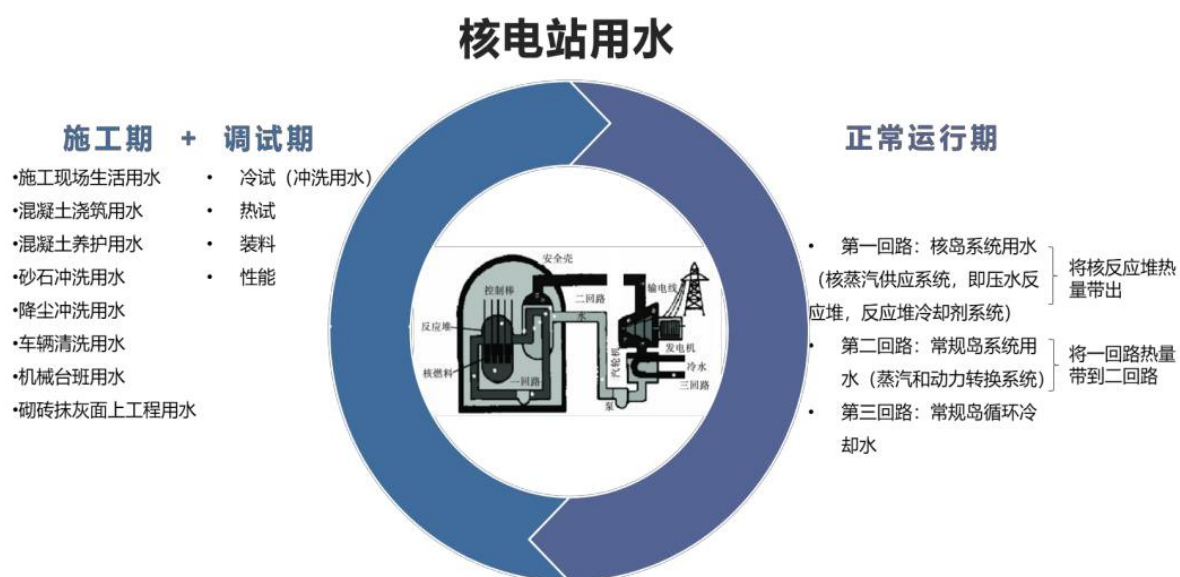 核电站用水
施工期 + 调试期
•施工现场生活用水
•混凝土浇筑用水
•混凝土养护用水
•砂石冲洗用水
•降尘冲洗用水
•车辆清洗用水
•机械台班用水
•砌砖抹灰面上工程用水
• 冷试（冲洗用水）
• 热试
• 装料
• 性能
安全壳
控制棒
二回路
水
输电线
反应堆
发电机
核燃料
一回路
汽轮机
冷水
三回路
泵
正常运行期
• 第一回路：核岛系统用水
（核蒸汽供应系统，即压水反
应堆，反应堆冷却剂系统）
将核反应堆热
量带出
• 第二回路：常规岛系统用
水（蒸汽和动力转换系统）
将一回路热量
带到二回路
• 第三回路：常规岛循环冷
却水